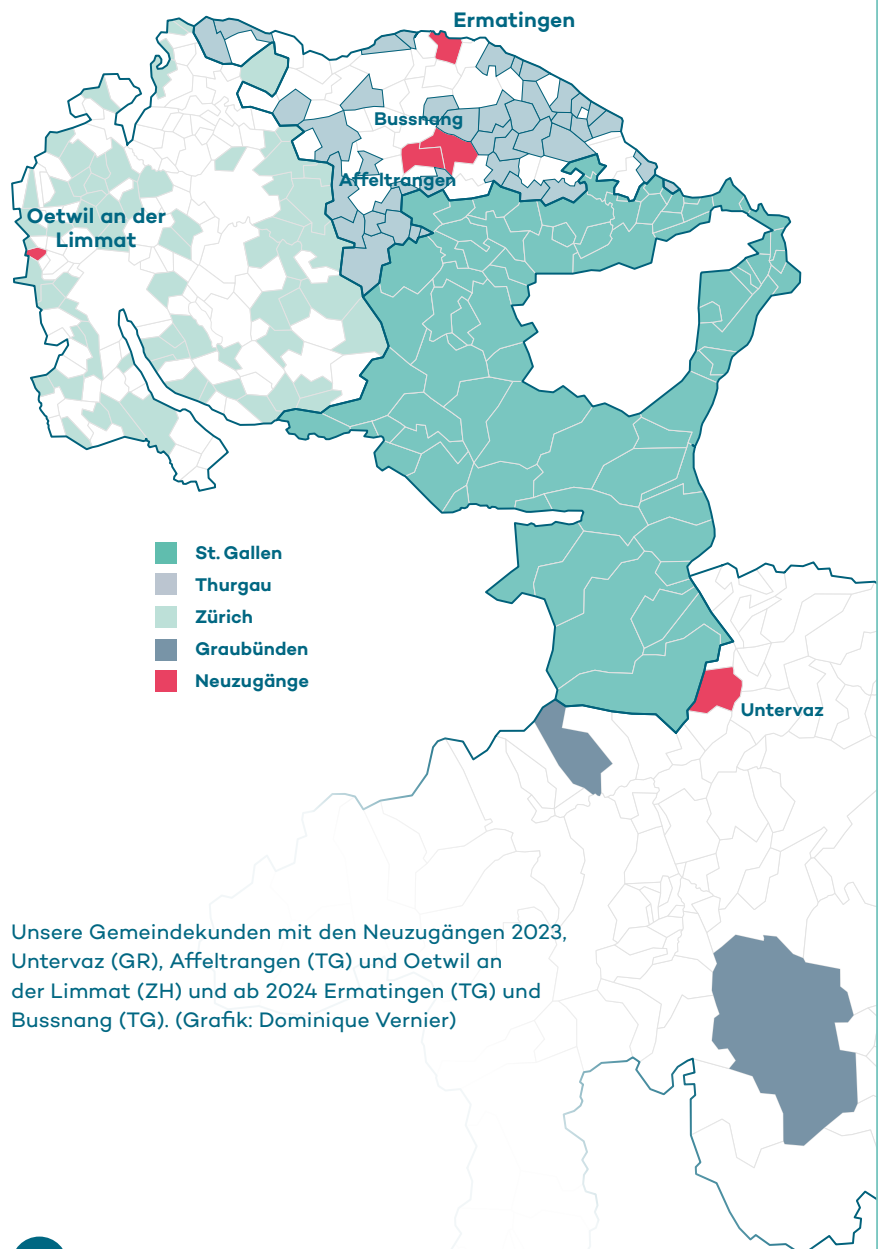 Ermatingen
Bussnang
Affeltrangen
Oetwil an der
Limmat
St. Gallen
Thurgau
Zürich
Graubünden
Neuzugänge
Untervaz
Unsere Gemeindekunden mit den Neuzugängen 2023,
Untervaz (GR), Affeltrangen (TG) und Oetwil an
der Limmat (ZH) und ab 2024 Ermatingen (TG) und
Bussnang (TG). (Grafik: Dominique Vernier)